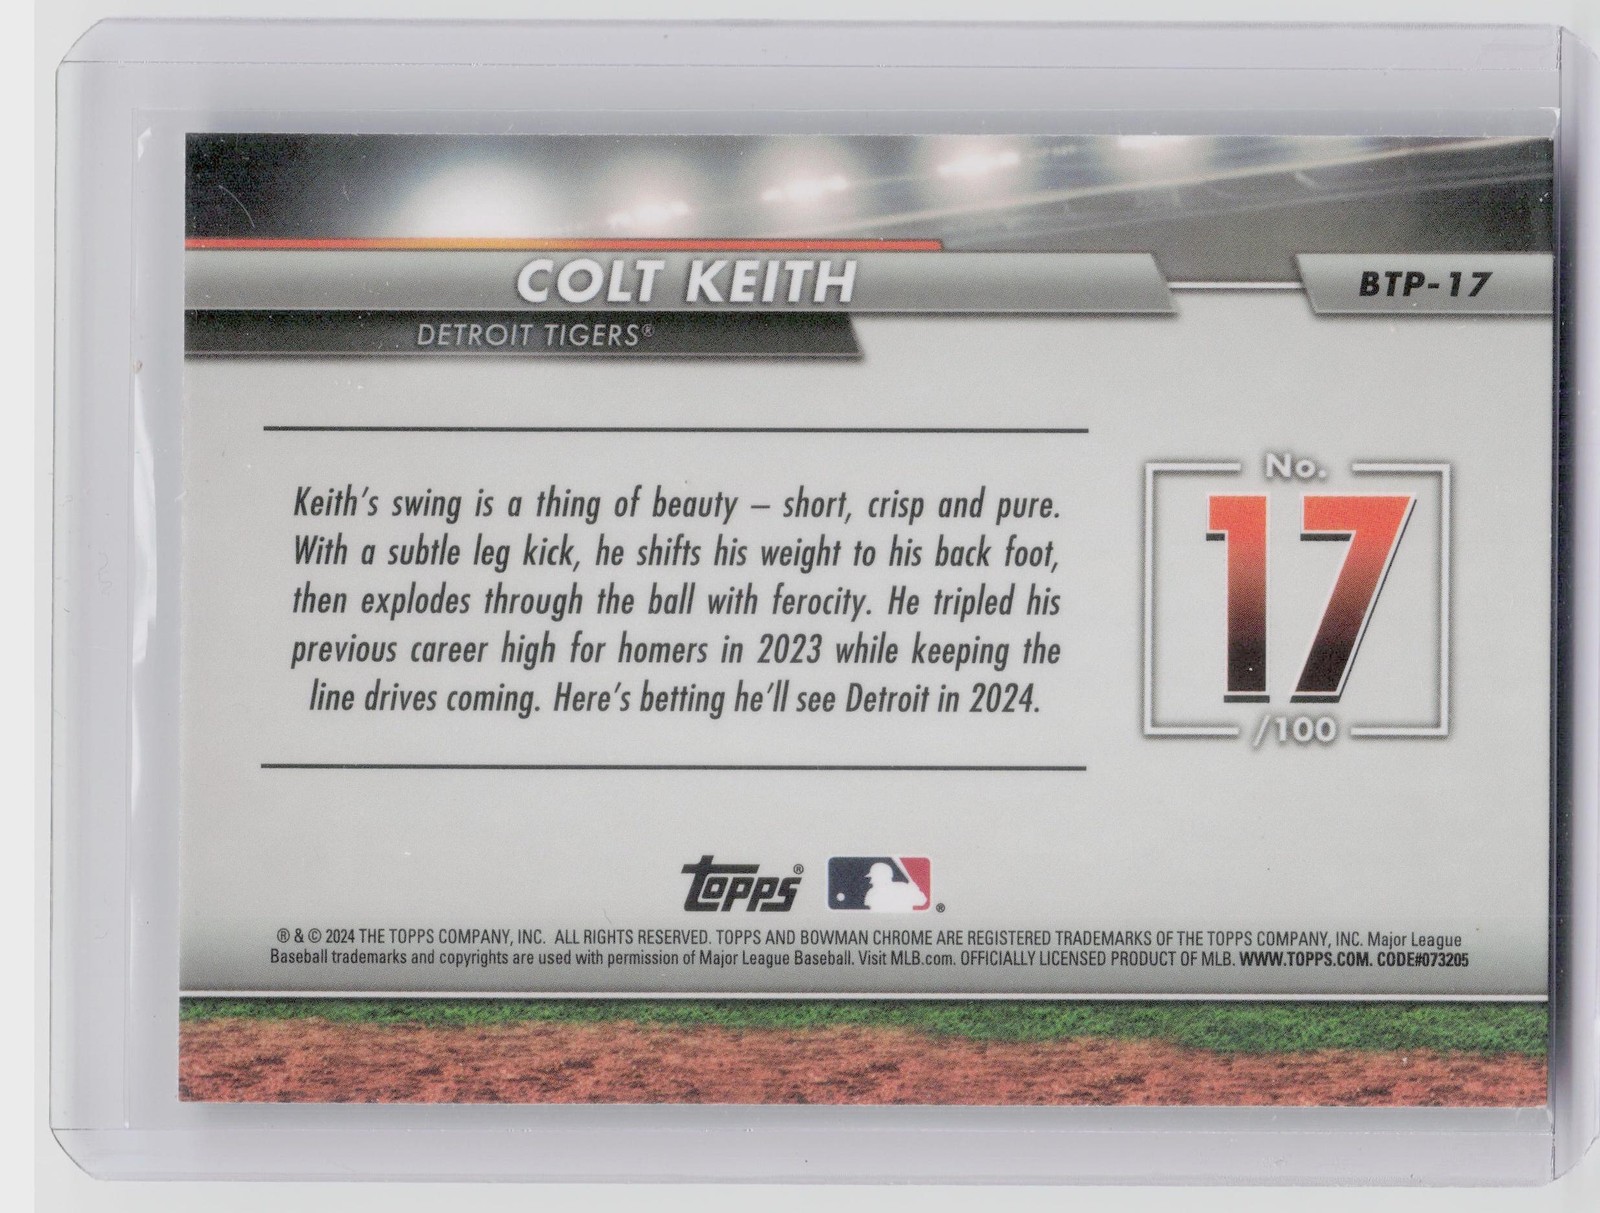 COLT KEITH
BTP-17
DETROIT TIGERS®
Keith's swing is a thing of beauty – short, crisp and pure.
With a subtle leg kick, he shifts his weight to his back foot,
then explodes through the ball with ferocity. He tripled his
previous career high for homers in 2023 while keeping the
line drives coming. Here's betting he'll see Detroit in 2024.
No.
17
/100
Topps®
®
® & © 2024 THE TOPPS COMPANY, INC. ALL RIGHTS RESERVED. TOPPS AND BOWMAN CHROME ARE REGISTERED TRADEMARKS OF THE TOPPS COMPANY, INC. Major League
Baseball trademarks and copyrights are used with permission of Major League Baseball. Visit MLB.com. OFFICIALLY LICENSED PRODUCT OF MLB. WWW.TOPPS.COM. CODE#073205